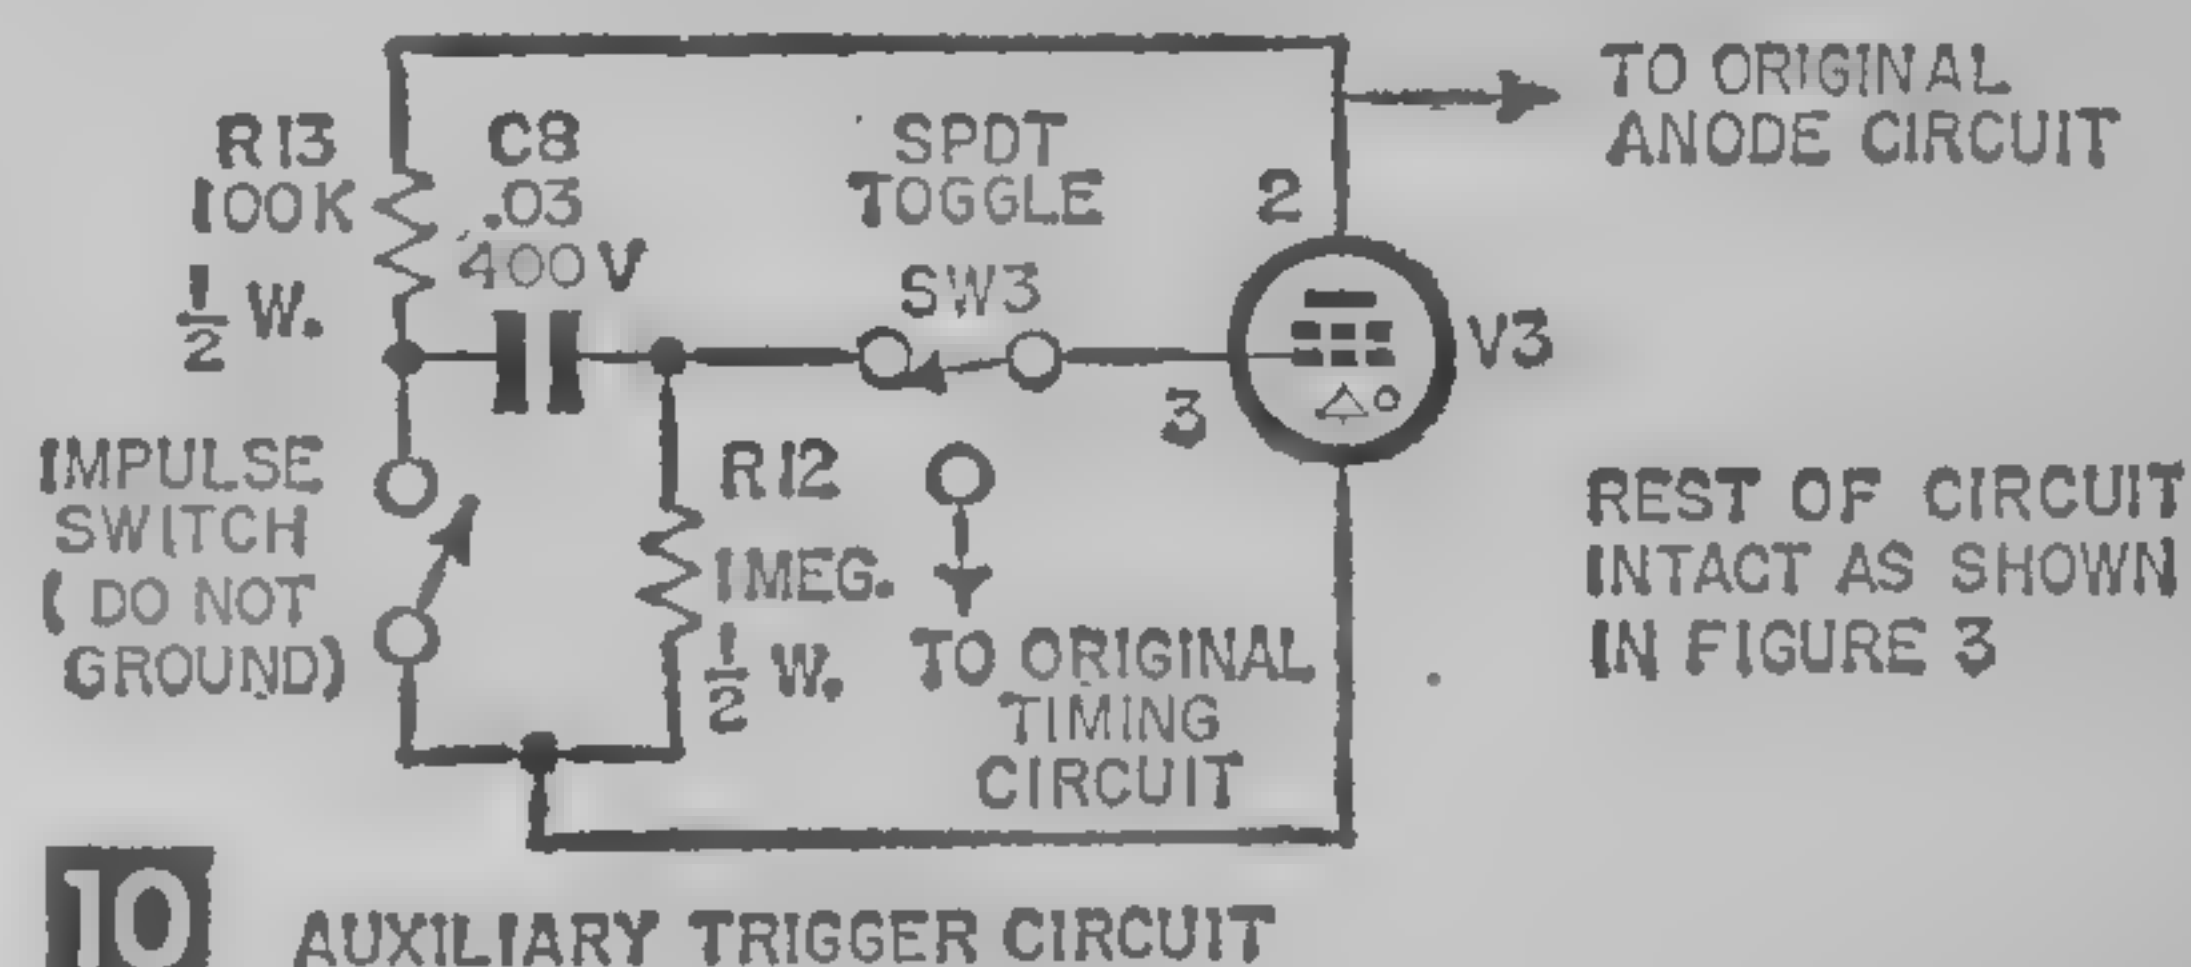 R13
100K
1/2 W.
C8
.03
400V
SPDT
TOGGLE
SW3
2
3
V3
TO ORIGINAL
ANODE CIRCUIT
IMPULSE
SWITCH
(DO NOT
GROUND)
R12
1MEG.
1/2 W.
TO ORIGINAL
TIMING
CIRCUIT
REST OF CIRCUIT
INTACT AS SHOWN
IN FIGURE 3
10
AUXILIARY TRIGGER CIRCUIT